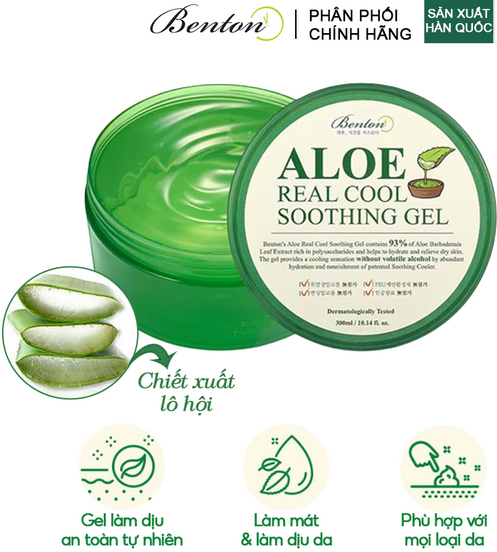 Benton
PHÂN PHỐI
CHÍNH HÃNG
SẢN XUẤT
HÀN QUỐC
Benton
ALOE
REAL COOL
SOOTHING GEL
Benton's Aloe Real Cool Soothing Gel contains 93% of Aloe Barbadensis
Leaf Extract rich in polysaccharides and helps to hydrate and relieve dry skin.
The gel provides a cooling sensation without volatile alcohol by abundant
hydration and nourishment of patented Soothing Cooler.
Dermatologically Tested
300ml / 10.14 fl. oz.
Chiết xuất
lô hội
Gel làm dịu
an toàn tự nhiên
Làm mát
& làm dịu da
Phù hợp với
mọi loại da